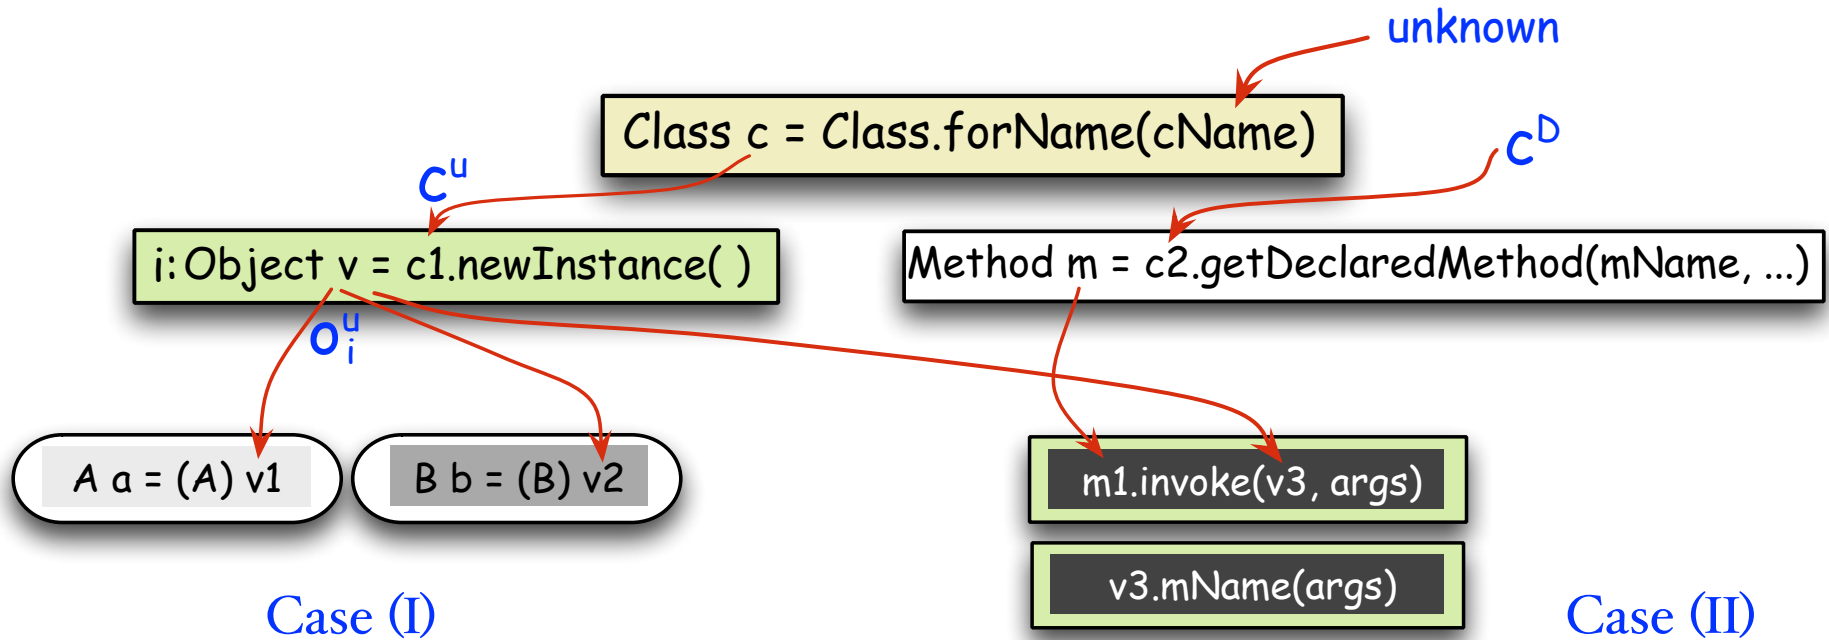 unknown
Class c = Class.forName(cName)
c^D
c^u
i: Object v = c1.newInstance( )
Method m = c2.getDeclaredMethod(mName, ...)
o_i^u
A a = (A) v1
B b = (B) v2
m1.invoke(v3, args)
v3.mName(args)
Case (I)
Case (II)